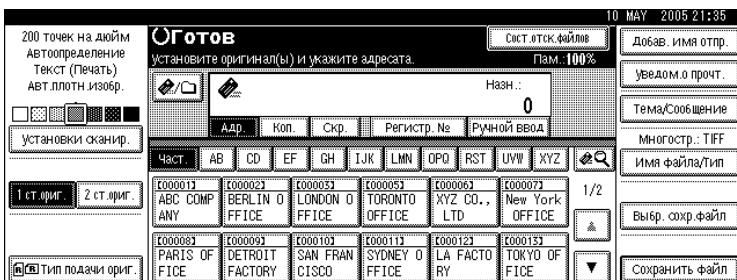 10 MAY 2005 21:35
200 точек на дюйм
Автоопределение
Текст (Печать)
Авт.плотн.изобр.
Установки сканир.
1 ст.ориг.
2 ст.ориг.
Тип подачи ориг.
Готов
Сост.отск.файлов
Установите оригинал(ы) и укажите адресата.
Пам.:100%
Назн.:
0
Адр.
Коп.
Скр.
Регистр. №
Ручной ввод
Част.
AB
CD
EF
GH
IJK
LMN
OPQ
RST
UVW
XYZ
[00001]
ABC COMP
ANY
[00002]
BERLIN O
FFICE
[00003]
LONDON O
FFICE
[00005]
TORONTO
OFFICE
[00006]
XYZ CO.,
LTD
[00007]
New York
OFFICE
1/2
[00008]
PARIS OF
FICE
[00009]
DETROIT
FACTORY
[00010]
SAN FRAN
CISCO
[00011]
SYDNEY O
FFICE
[00012]
LA FACTO
RY
[00013]
TOKYO OF
FICE
Добав. имя отпр.
Уведом.о прочт.
Тема/Сообщение
Многостр.: TIFF
Имя файла/Тип
Выбр. сохр.файл
Сохранить файл